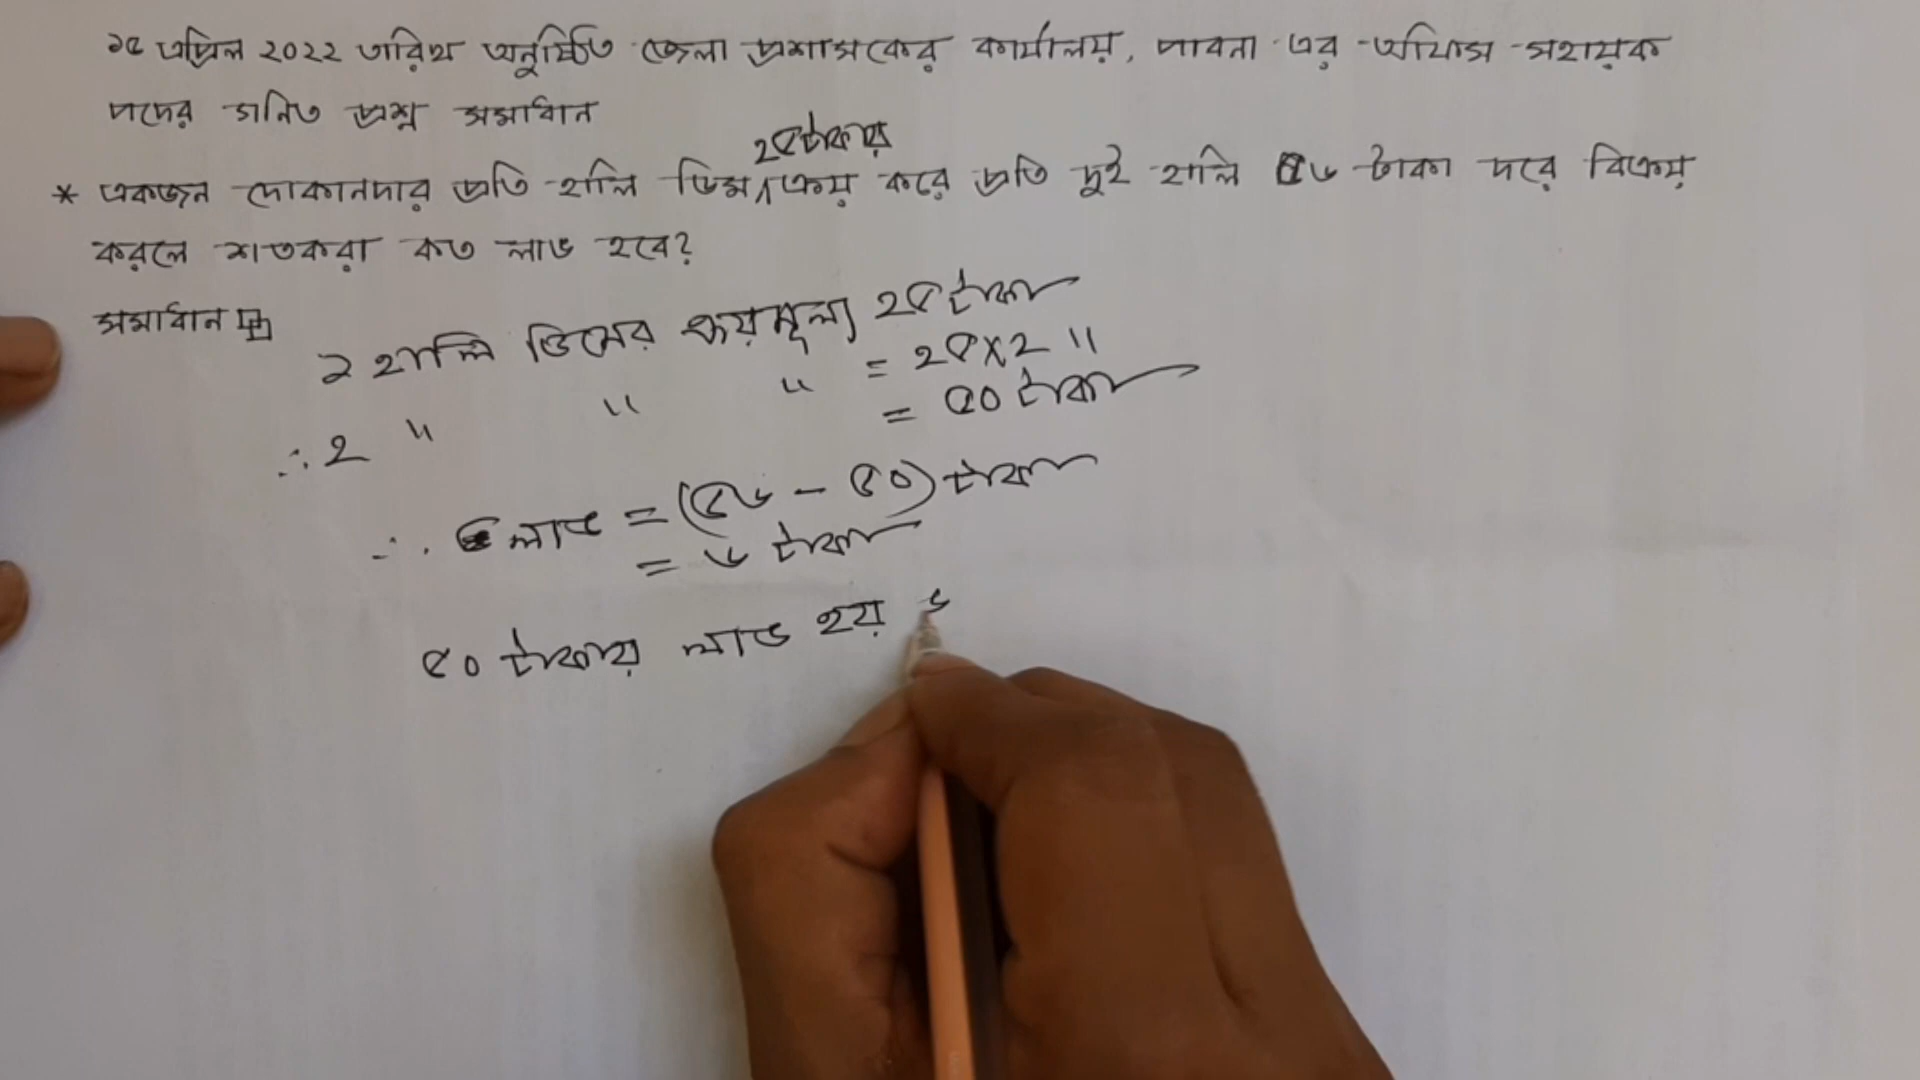 ১৫ এপ্রিল ২০২২ তারিখ অনুষ্ঠিত জেলা প্রশাসকের কার্যালয়, পাবনা এর অফিস সহায়ক
পদের গনিত প্রশ্ন সমাধান
২৫টাকায়
* একজন দোকানদার প্রতি হালি ডিম ক্রয় করে প্রতি দুই হালি ৫৬ টাকা দরে বিক্রয়
করলে শতকরা কত লাভ হবে?
সমাধানঃ
১ হালি ডিমের ক্রয়মূল্য ২৫ টাকা
∴ ২ " " " = ২৫×২ "
= ৫০ টাকা
∴ লাভ = (৫৬ - ৫০) টাকা
= ৬ টাকা
৫০ টাকায় লাভ হয় ৬